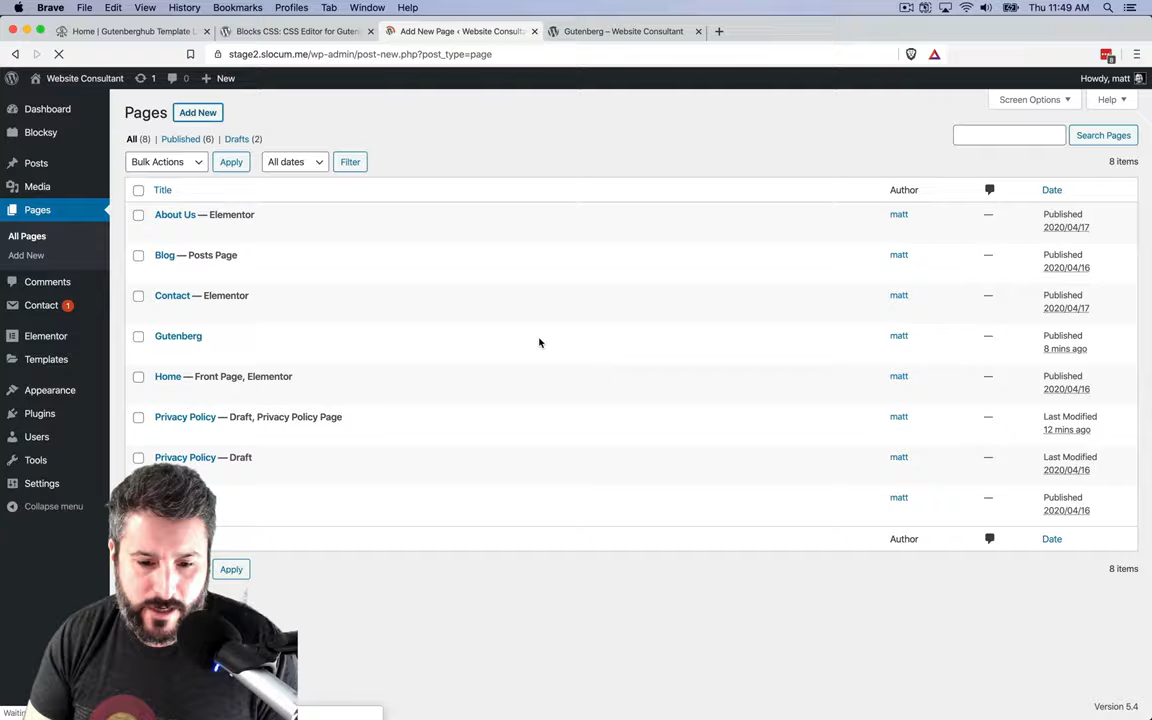 Brave File Edit View History Bookmarks Profiles Tab Window Help Thu 11:49 AM
Home | Gutenberghub Template L Blocks CSS: CSS Editor for Guten Add New Page ‹ Website Consulta Gutenberg – Website Consultant
stage2.slocum.me/wp-admin/post-new.php?post_type=page 8
Website Consultant 1 0 New Howdy, matt
Dashboard
Blocksy
Posts
Media
Pages
All Pages
Add New
Comments
Contact 1
Elementor
Templates
Appearance
Plugins
Users
Tools
Settings
Collapse menu
Screen Options Help
Pages Add New
All (8) | Published (6) | Drafts (2)
Search Pages
Bulk Actions Apply All dates Filter 8 items
Title Author Date
About Us — Elementor matt — Published 2020/04/17
Blog — Posts Page matt — Published 2020/04/16
Contact — Elementor matt — Published 2020/04/17
Gutenberg matt — Published 8 mins ago
Home — Front Page, Elementor matt — Published 2020/04/16
Privacy Policy — Draft, Privacy Policy Page matt — Last Modified 12 mins ago
Privacy Policy — Draft matt — Last Modified 2020/04/16
matt — Published 2020/04/16
Author Date
Apply 8 items
Version 5.4